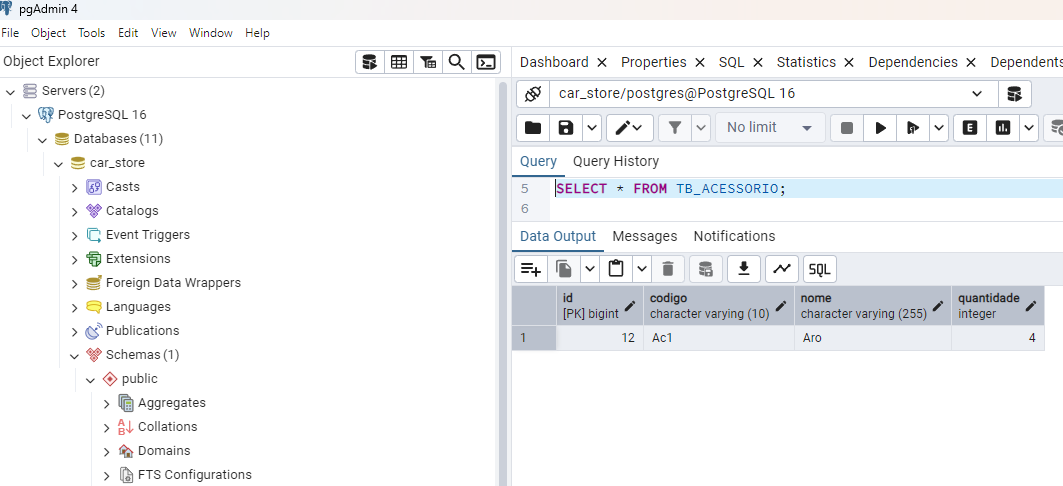 pgAdmin 4
File Object Tools Edit View Window Help
Object Explorer
Servers (2)
PostgreSQL 16
Databases (11)
car_store
Casts
Catalogs
Event Triggers
Extensions
Foreign Data Wrappers
Languages
Publications
Schemas (1)
public
Aggregates
Collations
Domains
FTS Configurations
Dashboard Properties SQL Statistics Dependencies Dependents
car_store/postgres@PostgreSQL 16
No limit
E
Query Query History
5 SELECT * FROM TB_ACESSORIO;
6
Data Output Messages Notifications
SQL
id codigo nome quantidade
[PK] bigint character varying (10) character varying (255) integer
1 12 Ac1 Aro 4